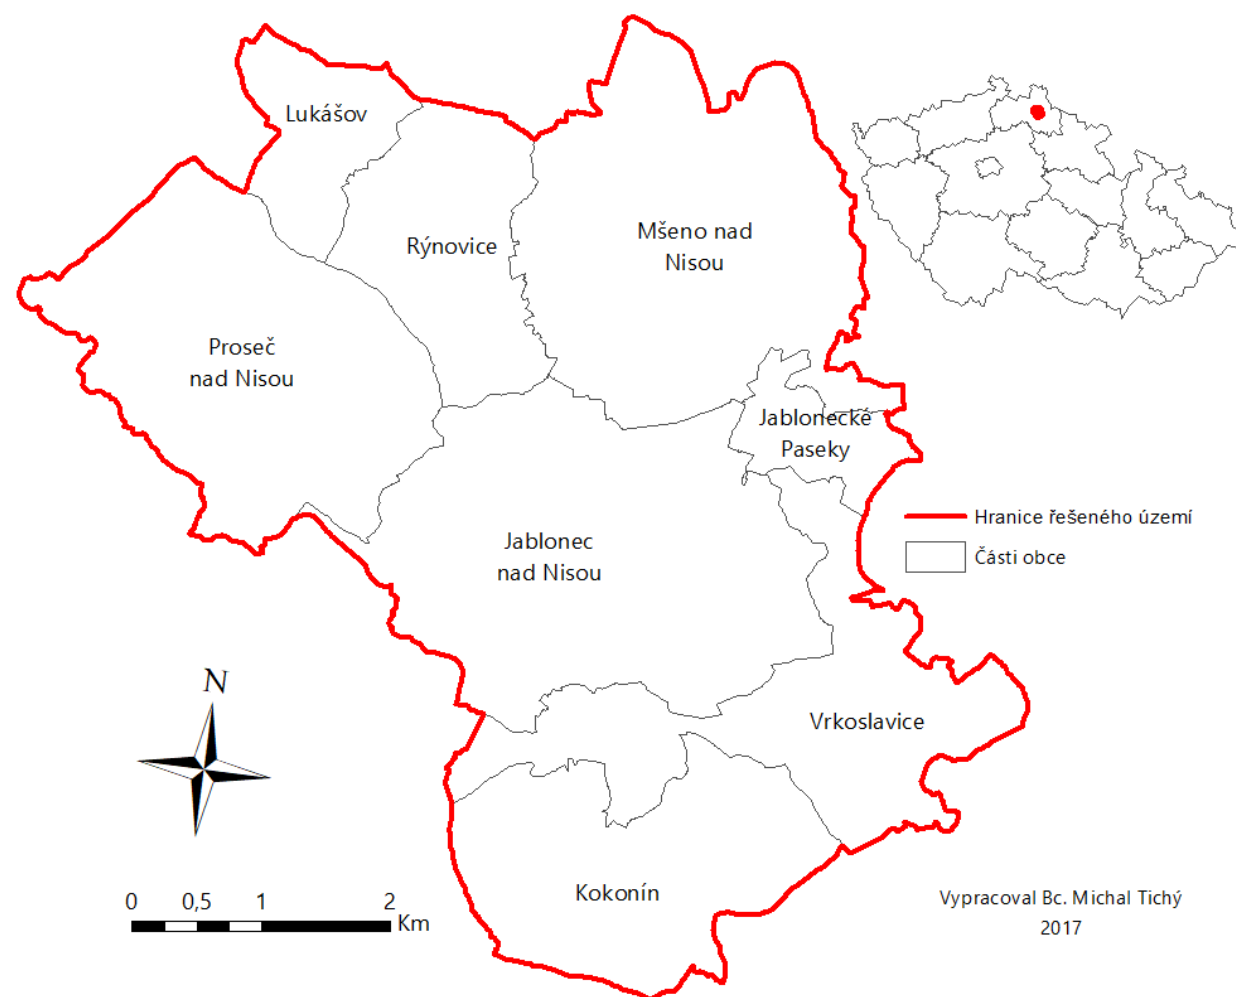 Lukášov
Rýnovice
Mšeno nad
Nisou
Proseč
nad Nisou
Jablonecké
Paseky
Hranice řešeného území
Části obce
Jablonec
nad Nisou
N
Vrkoslavice
Kokonín
0 0,5 1 2
Km
Vypracoval Bc. Michal Tichý
2017